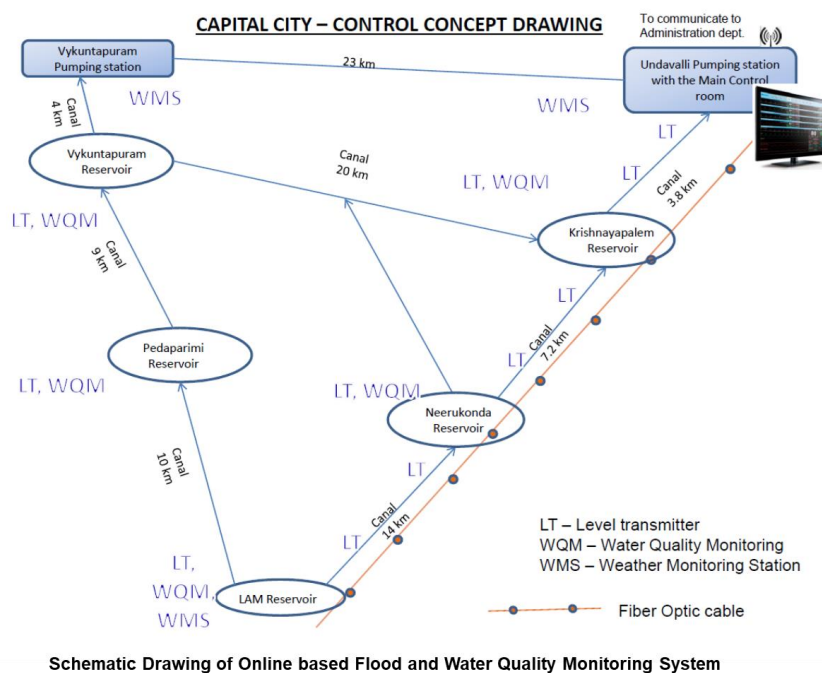 CAPITAL CITY – CONTROL CONCEPT DRAWING
To communicate to
Administration dept.
Vykuntapuram
Pumping station
23 km
Undavalli Pumping station
with the Main Control
room
WMS
WMS
Canal
4 km
LT
Vykuntapuram
Reservoir
Canal
20 km
LT
LT, WQM
Canal
3.8 km
LT, WQM
Krishnayapalem
Reservoir
Canal
9 km
LT
Pedaparimi
Reservoir
Canal
7.2 km
LT
LT, WQM
LT, WQM
Neerukonda
Reservoir
Canal
10 km
LT
Canal
14 km
LT
LT,
WQM,
WMS
LAM Reservoir
LT – Level transmitter
WQM – Water Quality Monitoring
WMS – Weather Monitoring Station
Fiber Optic cable
Schematic Drawing of Online based Flood and Water Quality Monitoring System